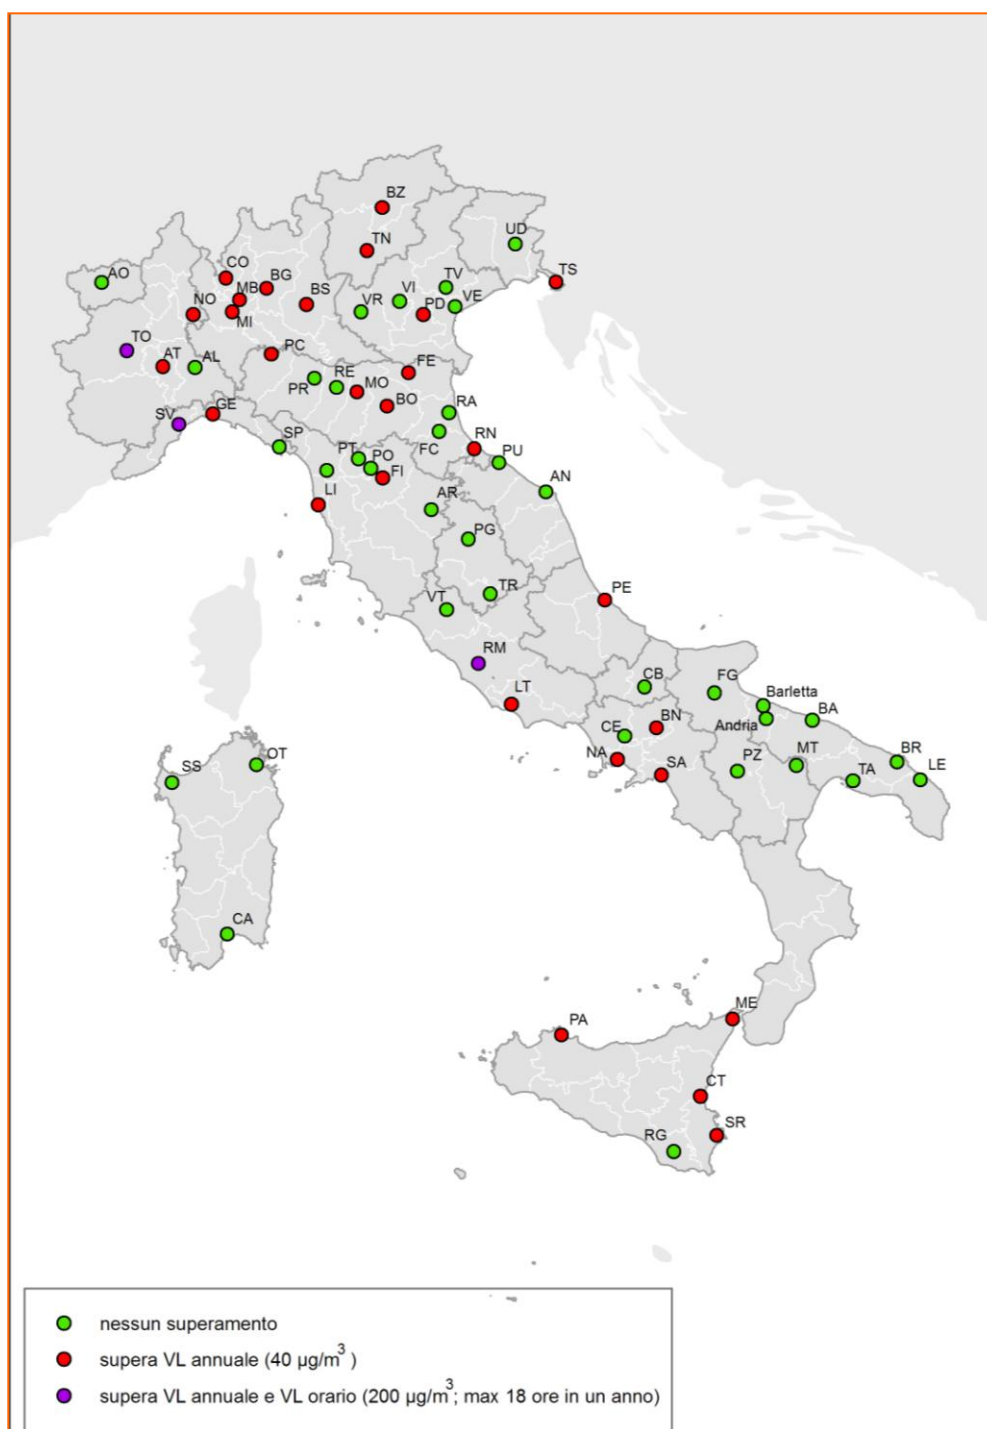 BZ
UD
TN
TS
AO
CO
BG
TV
MB
BS
VI
VE
NO
VR
PD
MI
TO
PC
AT
AL
FE
RE
MO
PR
BO
RA
SV
GE
SP
FC
RN
PT
PO
PU
FI
LI
AR
AN
PG
TR
VT
PE
RM
CB
FG
LT
Barletta
BN
Andria
BA
CE
NA
SA
PZ
MT
BR
TA
LE
OT
SS
CA
ME
PA
CT
SR
RG
nessun superamento
supera VL annuale (40 µg/m³ )
supera VL annuale e VL orario (200 µg/m³; max 18 ore in un anno)